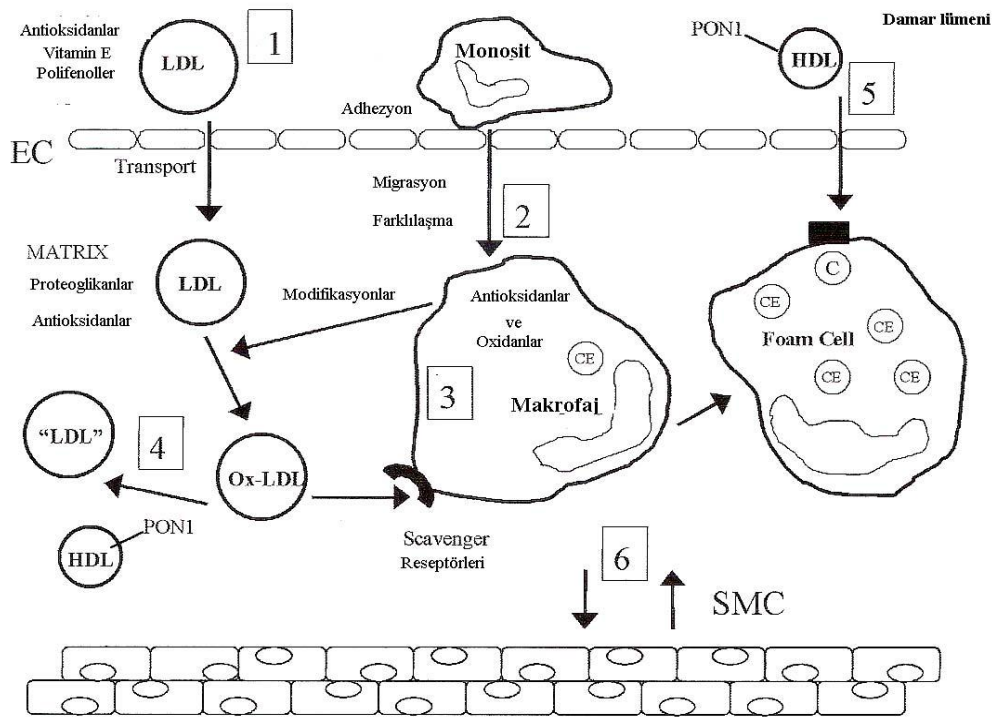 Antioksidanlar
Vitamin E
Polifenoller
LDL
1
Monosit
PON1
HDL
Damar lümeni
5
Adhezyon
EC
Transport
Migrasyon
Farklılaşma
2
MATRIX
Proteoglikanlar
Antioksidanlar
LDL
Modifikasyonlar
Antioksidanlar
ve
Oxidanlar
CE
3
Makrofaj
C
CE
CE
Foam Cell
CE
CE
"LDL"
4
Ox-LDL
PON1
HDL
Scavenger
Reseptörleri
6
SMC